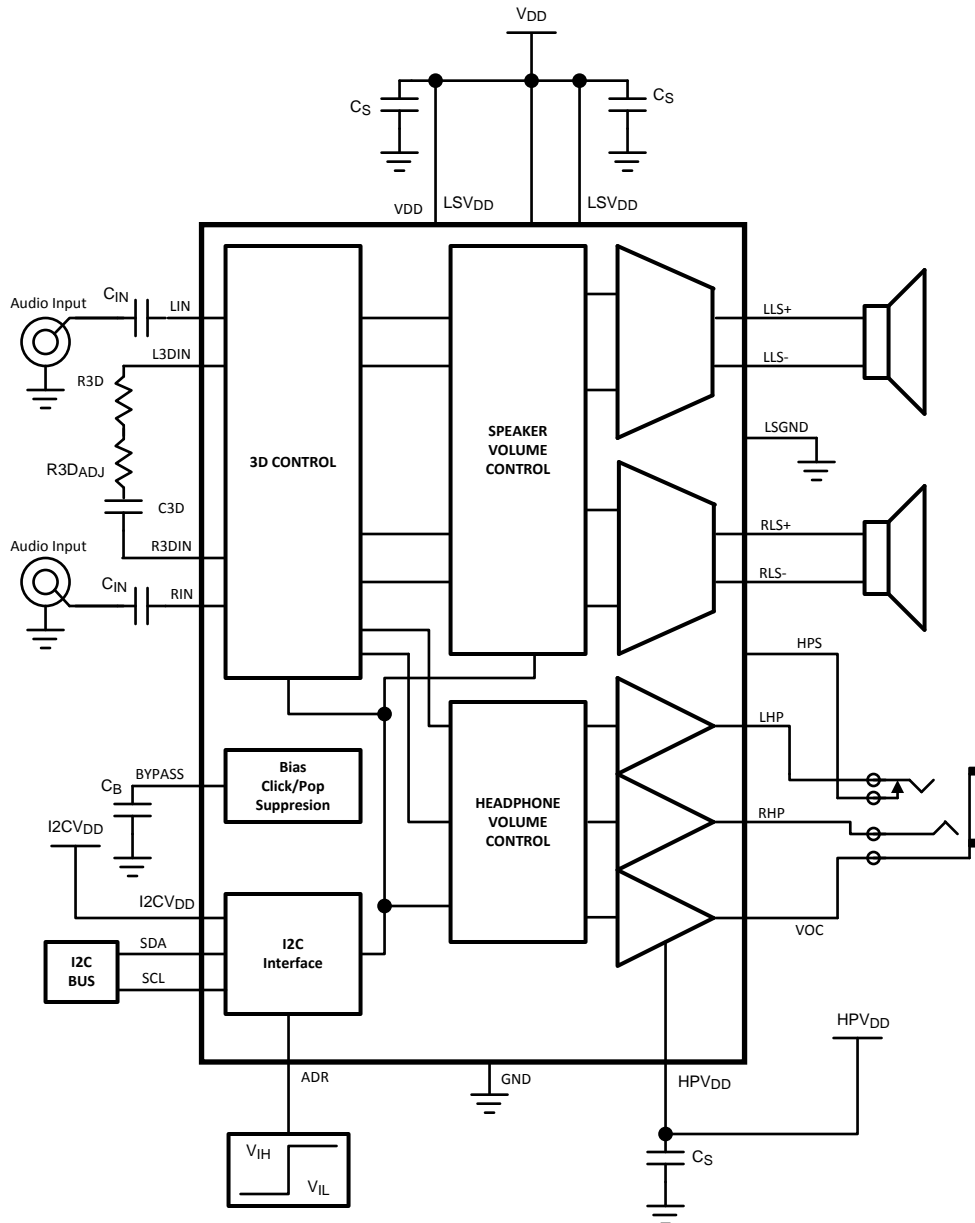 VDD
CS
CS
VDD
LSVDD
LSVDD
Audio Input
CIN
LIN
L3DIN
R3D
R3DADJ
C3D
R3DIN
Audio Input
CIN
RIN
3D CONTROL
SPEAKER
VOLUME
CONTROL
LLS+
LLS-
LSGND
RLS+
RLS-
HPS
LHP
RHP
VOC
BYPASS
CB
Bias
Click/Pop
Suppresion
HEADPHONE
VOLUME
CONTROL
I2CVDD
I2CVDD
SDA
SCL
I2C
BUS
I2C
Interface
ADR
GND
HPVDD
HPVDD
CS
VIH
VIL